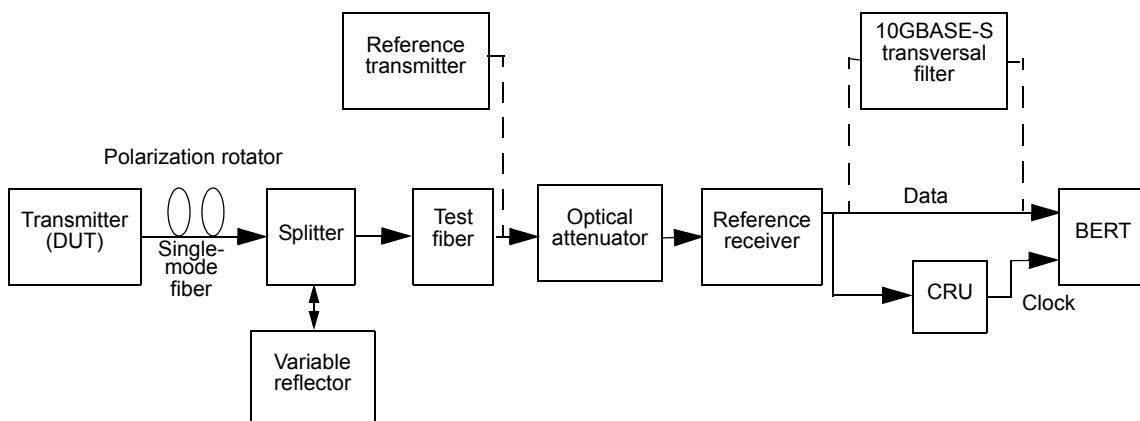 Reference
transmitter
10GBASE-S
transversal
filter
Polarization rotator
Transmitter
(DUT)
Single-
mode
fiber
Splitter
Test
fiber
Optical
attenuator
Reference
receiver
Data
BERT
CRU
Clock
Variable
reflector